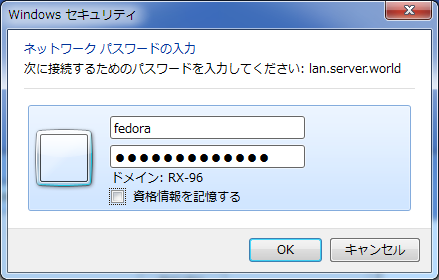 Windows セキュリティ
ネットワーク パスワードの入力
次に接続するためのパスワードを入力してください: lan.server.world
fedora
●●●●●●●●●●●●●
ドメイン: RX-96
資格情報を記憶する
OK
キャンセル